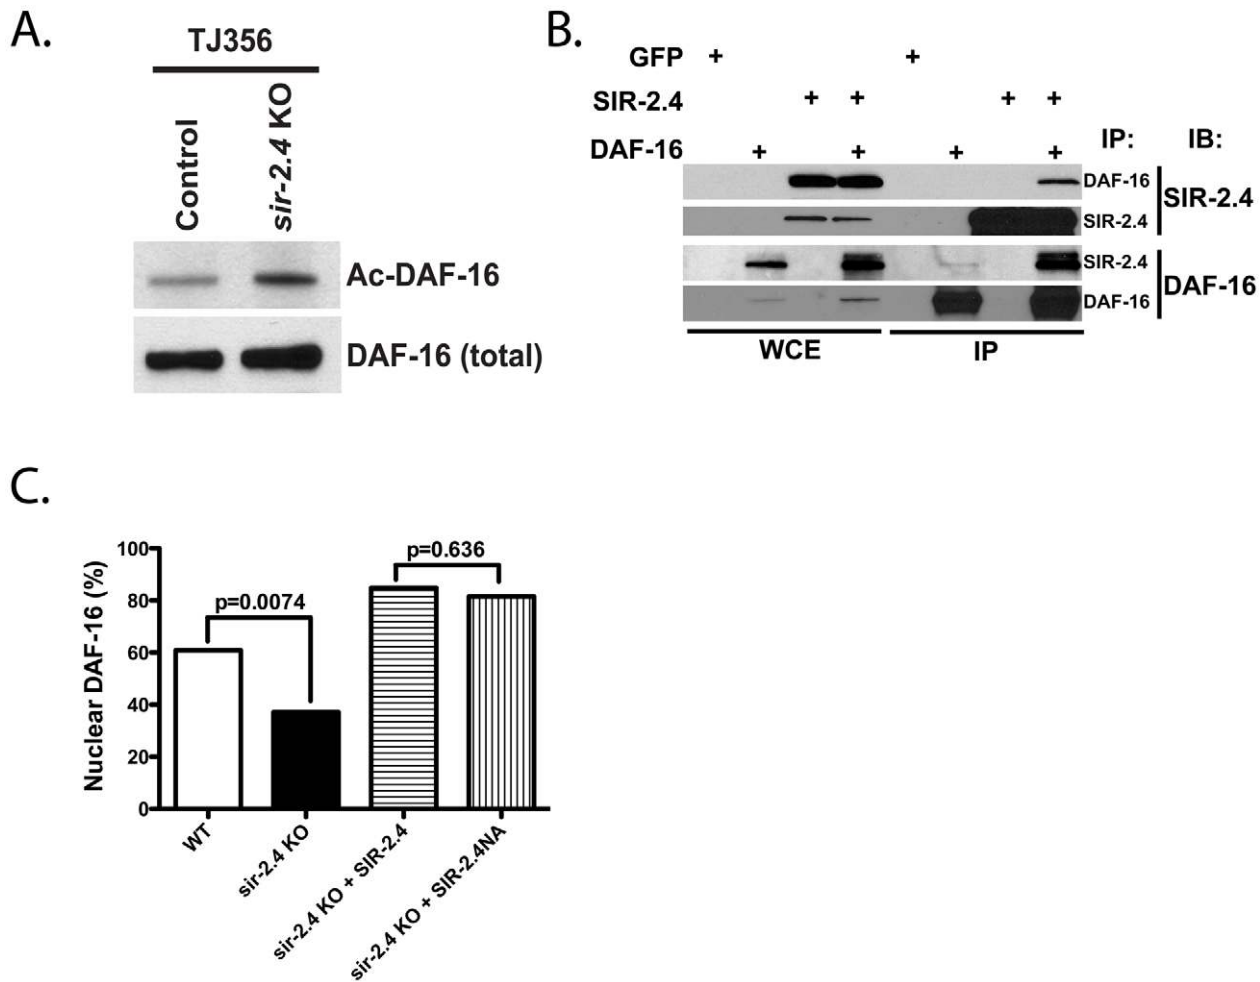 A.
TJ356
Control
sir-2.4 KO
Ac-DAF-16
DAF-16 (total)
B.
GFP + +
SIR-2.4 + + + +
DAF-16 + + + +
IP: IB:
DAF-16
SIR-2.4
SIR-2.4
SIR-2.4
DAF-16
DAF-16
WCE IP
C.
Nuclear DAF-16 (%)
100
80
60
40
20
0
p=0.0074
p=0.636
WT
sir-2.4 KO
sir-2.4 KO + SIR-2.4
sir-2.4 KO + SIR-2.4NA